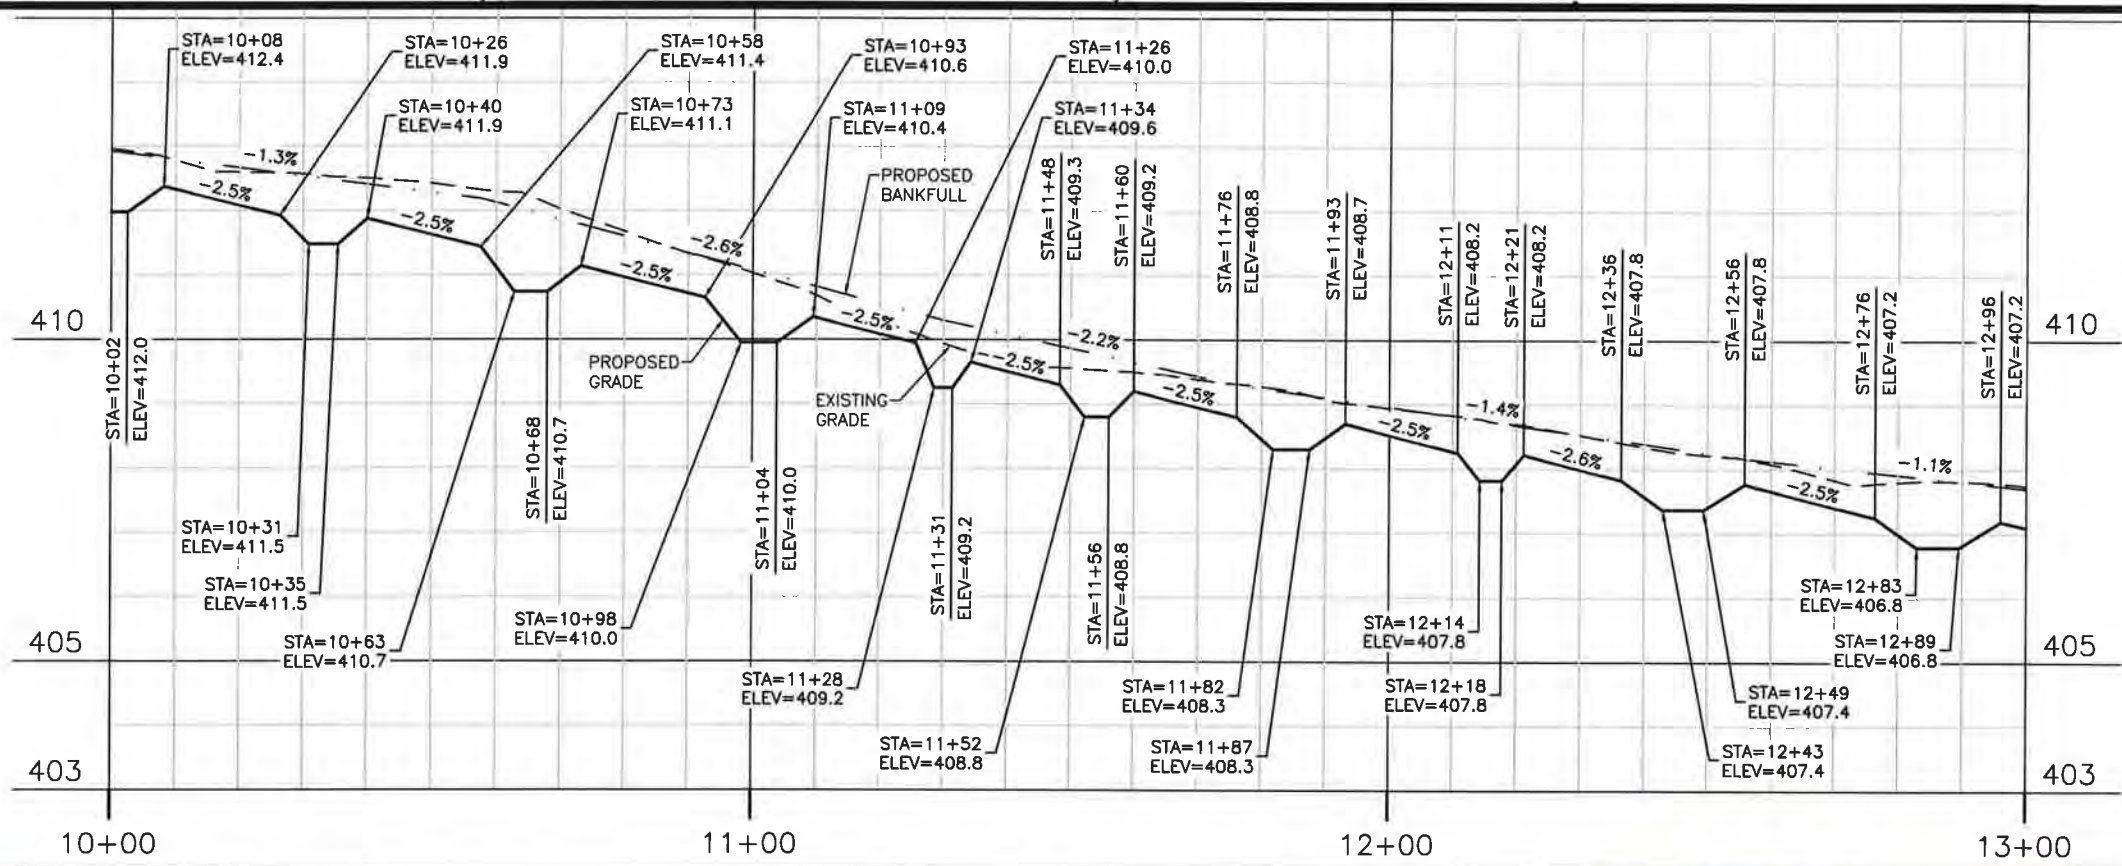 STA=10+08
ELEV=412.4
STA=10+26
ELEV=411.9
STA=10+58
ELEV=411.4
STA=10+93
ELEV=410.6
STA=11+26
ELEV=410.0
STA=10+40
ELEV=411.9
STA=10+73
ELEV=411.1
STA=11+09
ELEV=410.4
STA=11+34
ELEV=409.6
-1.3%
-2.5%
-2.5%
-2.6%
-2.5%
PROPOSED
BANKFULL
-2.5%
-2.2%
-2.5%
-2.5%
-1.4%
-2.5%
-2.6%
-1.1%
-2.5%
STA=11+48
ELEV=409.3
STA=11+60
ELEV=409.2
STA=11+76
ELEV=408.8
STA=11+93
ELEV=408.7
STA=12+11
ELEV=408.2
STA=12+21
ELEV=408.2
STA=12+36
ELEV=407.8
STA=12+56
ELEV=407.8
STA=12+76
ELEV=407.2
STA=12+96
ELEV=407.2
410
410
STA=10+02
ELEV=412.0
PROPOSED
GRADE
EXISTING
GRADE
STA=10+68
ELEV=410.7
STA=11+04
ELEV=410.0
STA=11+31
ELEV=409.2
STA=11+56
ELEV=408.8
STA=10+31
ELEV=411.5
STA=10+35
ELEV=411.5
STA=10+63
ELEV=410.7
STA=10+98
ELEV=410.0
STA=11+28
ELEV=409.2
STA=11+52
ELEV=408.8
STA=11+82
ELEV=408.3
STA=11+87
ELEV=408.3
STA=12+14
ELEV=407.8
STA=12+18
ELEV=407.8
STA=12+83
ELEV=406.8
STA=12+89
ELEV=406.8
STA=12+49
ELEV=407.4
STA=12+43
ELEV=407.4
405
405
403
403
10+00
11+00
12+00
13+00